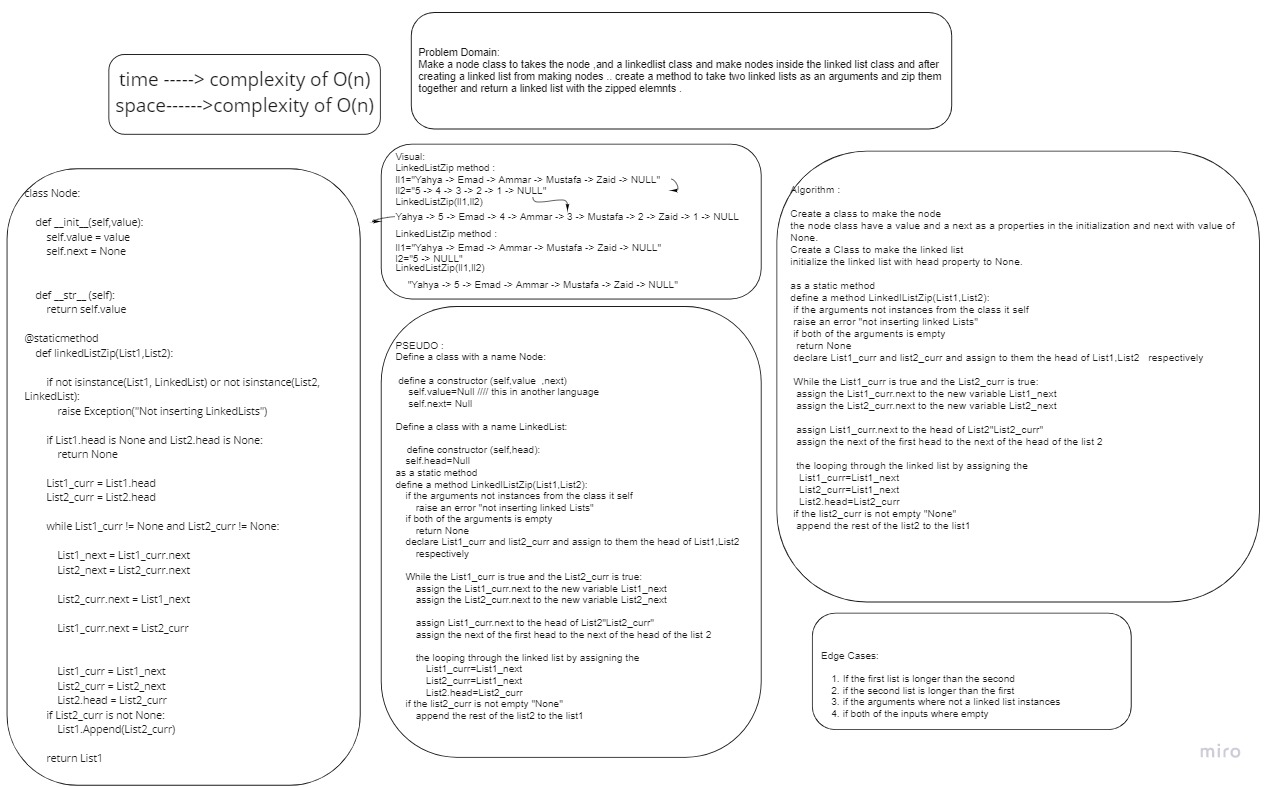 time -----> complexity of O(n)
space------>complexity of O(n)
Problem Domain:
Make a node class to takes the node ,and a linkedlist class and make nodes inside the linked list class and after
creating a linked list from making nodes .. create a method to take two linked lists as an arguments and zip them
together and return a linked list with the zipped elemnts .
class Node:
def __init__(self,value):
self.value = value
self.next = None
def __str__ (self):
return self.value
@staticmethod
def linkedListZip(List1,List2):
if not isinstance(List1, LinkedList) or not isinstance(List2,
LinkedList):
raise Exception("Not inserting LinkedLists")
if List1.head is None and List2.head is None:
return None
List1_curr = List1.head
List2_curr = List2.head
while List1_curr != None and List2_curr != None:
List1_next = List1_curr.next
List2_next = List2_curr.next
List2_curr.next = List1_next
List1_curr.next = List2_curr
List1_curr = List1_next
List2_curr = List2_next
List2.head = List2_curr
if List2_curr is not None:
List1.Append(List2_curr)
return List1
Visual:
LinkedListZip method :
ll1="Yahya -> Emad -> Ammar -> Mustafa -> Zaid -> NULL"
ll2="5 -> 4 -> 3 -> 2 -> 1 -> NULL"
LinkedListZip(ll1,ll2)
Yahya -> 5 -> Emad -> 4 -> Ammar -> 3 -> Mustafa -> 2 -> Zaid -> 1 -> NULL
LinkedListZip method :
ll1="Yahya -> Emad -> Ammar -> Mustafa -> Zaid -> NULL"
l2="5 -> NULL"
LinkedListZip(ll1,ll2)
"Yahya -> 5 -> Emad -> Ammar -> Mustafa -> Zaid -> NULL"
PSEUDO :
Define a class with a name Node:
define a constructor (self,value ,next)
self.value=Null //// this in another language
self.next= Null
Define a class with a name LinkedList:
define constructor (self,head):
self.head=Null
as a static method
define a method LinkedlListZip(List1,List2):
if the arguments not instances from the class it self
raise an error "not inserting linked Lists"
if both of the arguments is empty
return None
declare List1_curr and list2_curr and assign to them the head of List1,List2
respectively
While the List1_curr is true and the List2_curr is true:
assign the List1_curr.next to the new variable List1_next
assign the List2_curr.next to the new variable List2_next
assign List1_curr.next to the head of List2"List2_curr"
assign the next of the first head to the next of the head of the list 2
the looping through the linked list by assigning the
List1_curr=List1_next
List2_curr=List1_next
List2.head=List2_curr
if the list2_curr is not empty "None"
append the rest of the list2 to the list1
Algorithm :
Create a class to make the node
the node class have a value and a next as a properties in the initialization and next with value of
None.
Create a Class to make the linked list
initialize the linked list with head property to None.
as a static method
define a method LinkedlListZip(List1,List2):
if the arguments not instances from the class it self
raise an error "not inserting linked Lists"
if both of the arguments is empty
return None
declare List1_curr and list2_curr and assign to them the head of List1,List2 respectively
While the List1_curr is true and the List2_curr is true:
assign the List1_curr.next to the new variable List1_next
assign the List2_curr.next to the new variable List2_next
assign List1_curr.next to the head of List2"List2_curr"
assign the next of the first head to the next of the head of the list 2
the looping through the linked list by assigning the
List1_curr=List1_next
List2_curr=List1_next
List2.head=List2_curr
if the list2_curr is not empty "None"
append the rest of the list2 to the list1
Edge Cases:
1. If the first list is longer than the second
2. if the second list is longer than the first
3. if the arguments where not a linked list instances
4. if both of the inputs where empty
miro